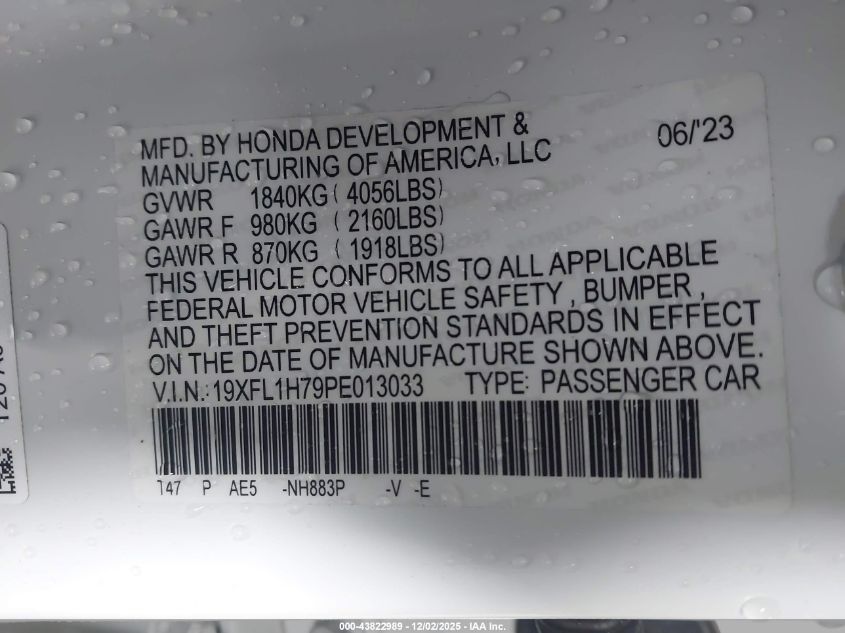 MFD. BY HONDA DEVELOPMENT & 06/'23
MANUFACTURING OF AMERICA, LLC
GVWR 1840KG ( 4056LBS)
GAWR F 980KG ( 2160LBS)
GAWR R 870KG ( 1918LBS)
THIS VEHICLE CONFORMS TO ALL APPLICABLE
FEDERAL MOTOR VEHICLE SAFETY , BUMPER ,
AND THEFT PREVENTION STANDARDS IN EFFECT
ON THE DATE OF MANUFACTURE SHOWN ABOVE.
V.I.N.:19XFL1H79PE013033 TYPE: PASSENGER CAR
147 P AE5 -NH883P -V -E
000-43822989 - 12/02/2025 - IAA Inc.